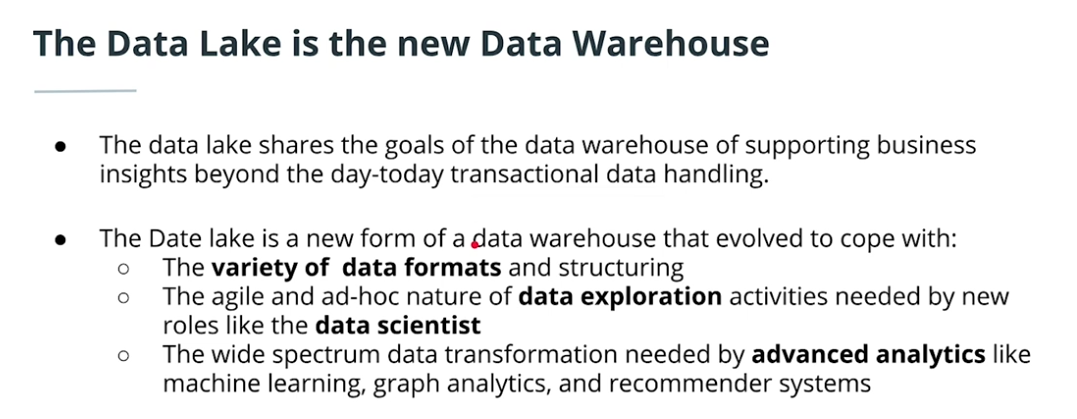 The Data Lake is the new Data Warehouse
● The data lake shares the goals of the data warehouse of supporting business
insights beyond the day-today transactional data handling.
● The Date lake is a new form of a data warehouse that evolved to cope with:
○ The variety of data formats and structuring
○ The agile and ad-hoc nature of data exploration activities needed by new
roles like the data scientist
○ The wide spectrum data transformation needed by advanced analytics like
machine learning, graph analytics, and recommender systems